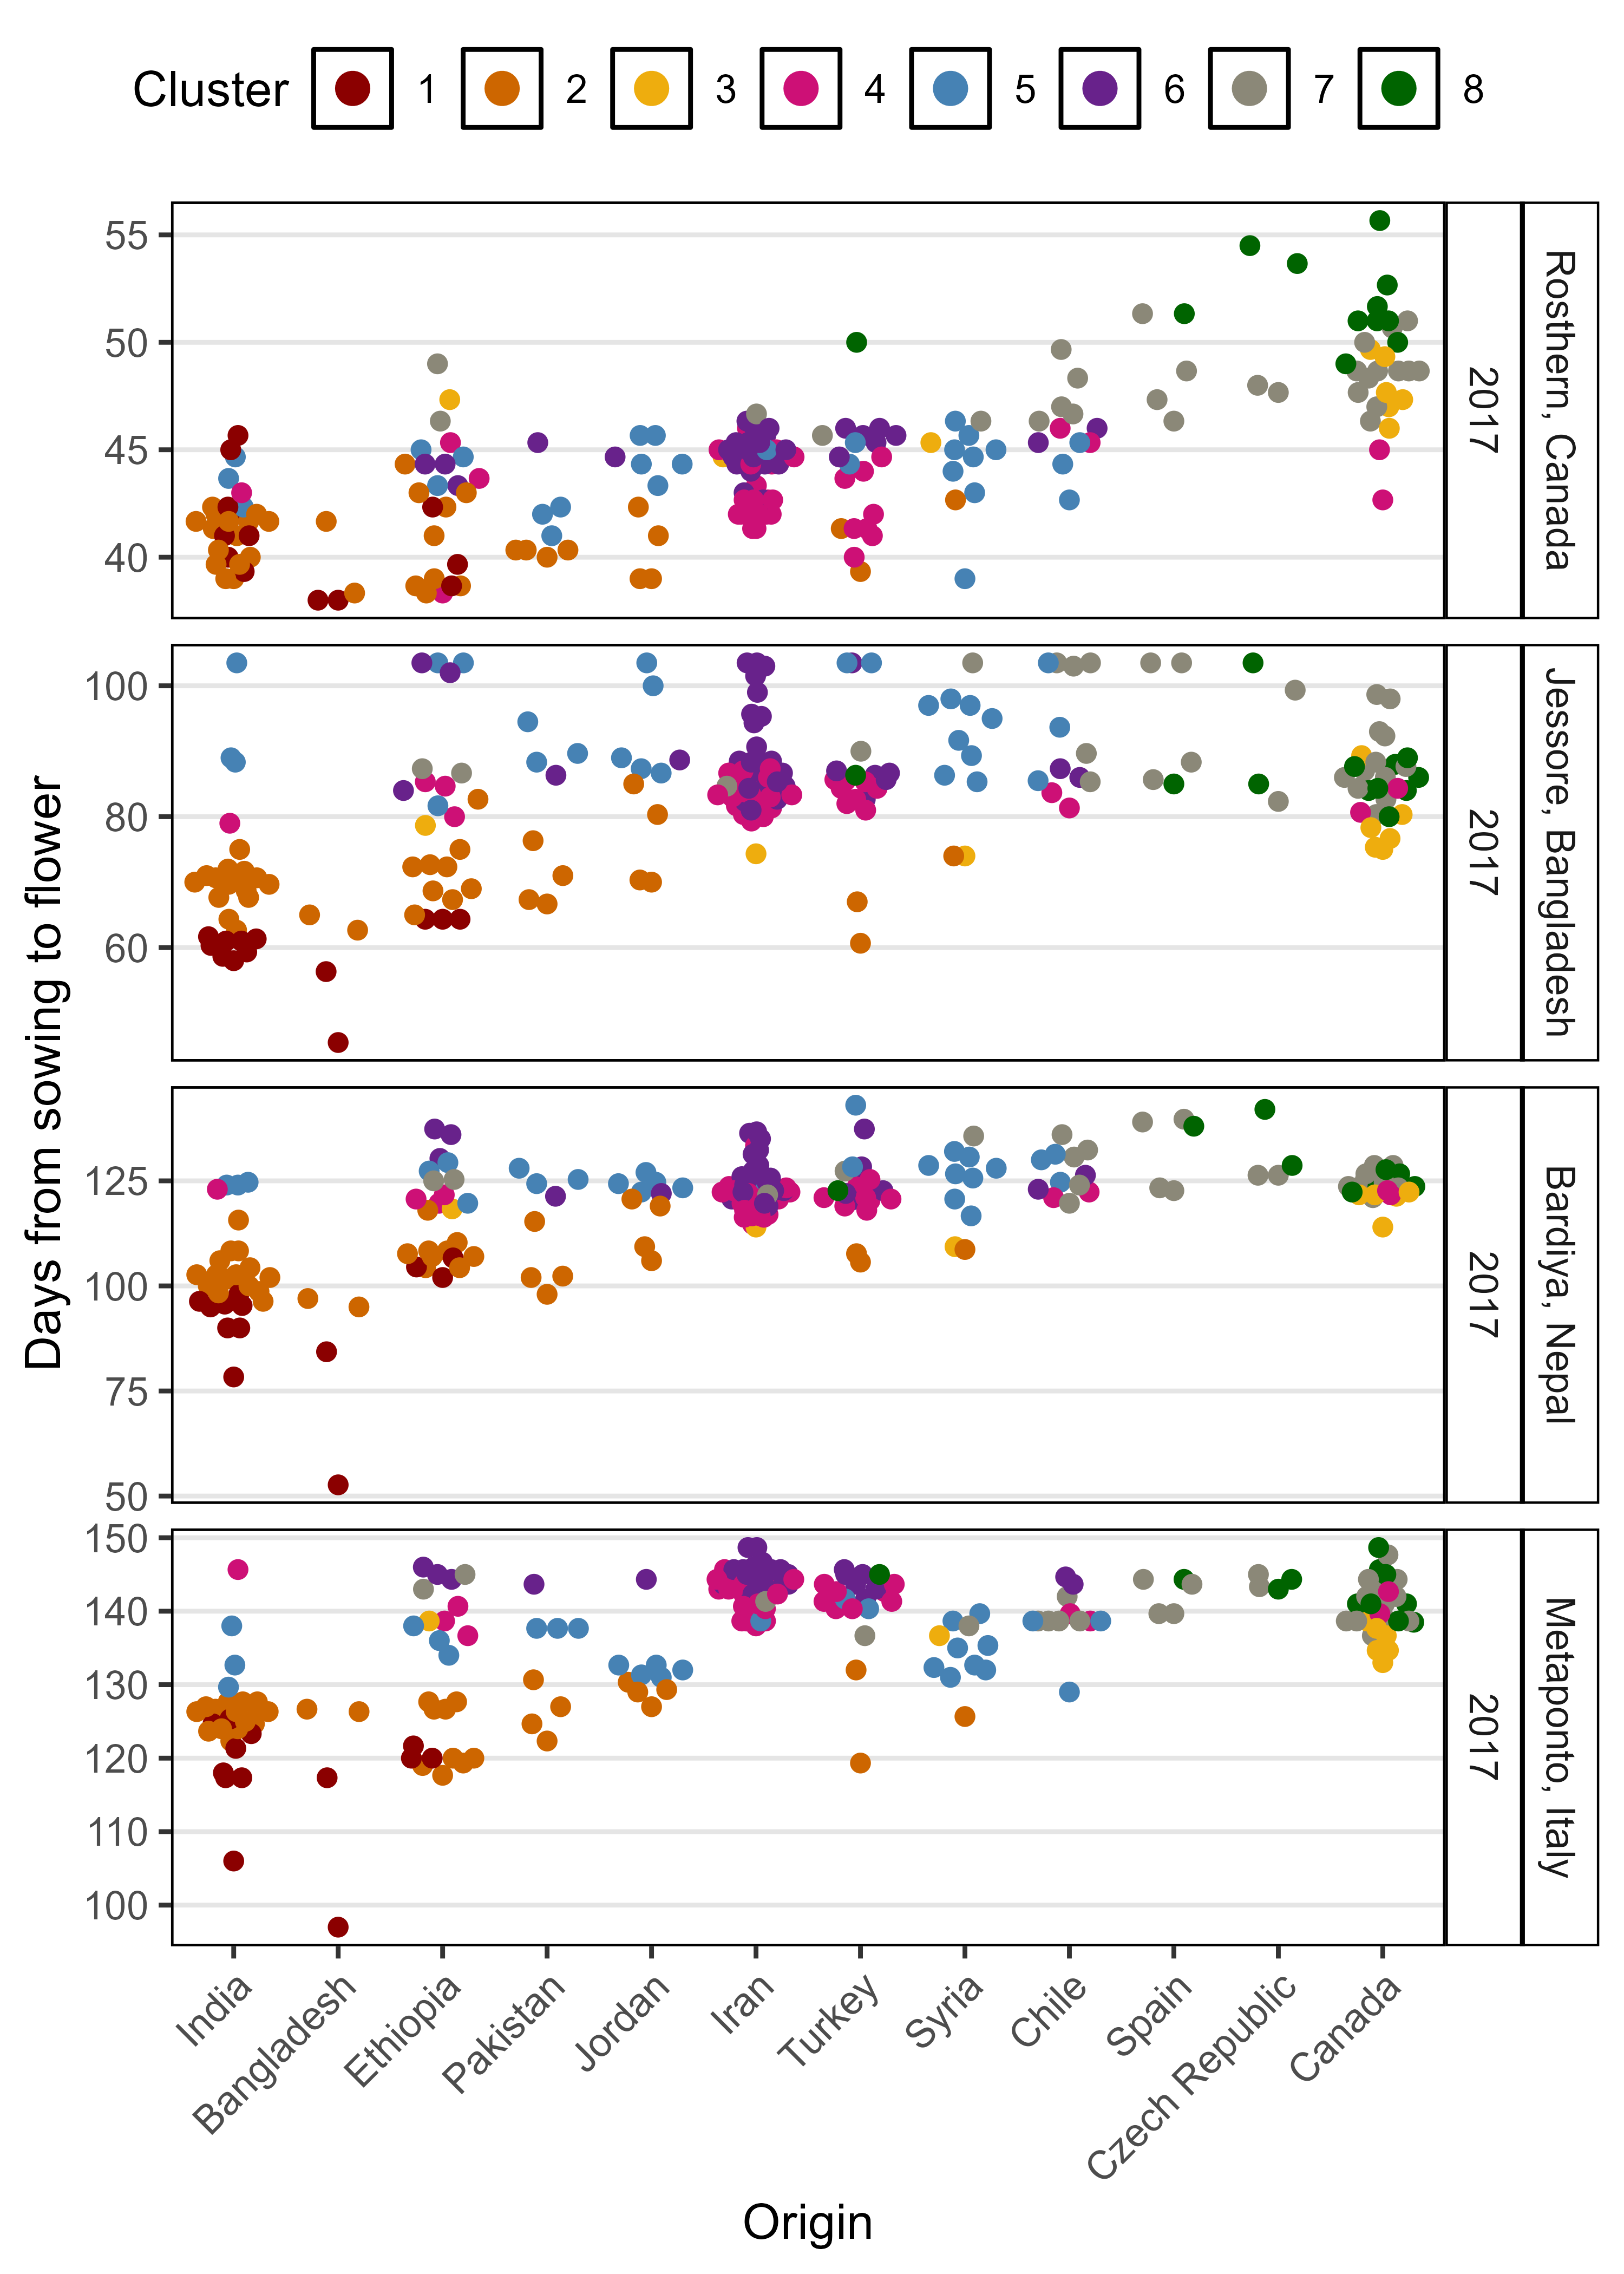 Cluster 1 2 3 4 5 6 7 8
Days from sowing to flower
55
50
45
40
2017
Rosthern, Canada
100
80
60
2017
Jessore, Bangladesh
125
100
75
50
2017
Bardiya, Nepal
150
140
130
120
110
100
2017
Metaponto, Italy
India
Bangladesh
Ethiopia
Pakistan
Jordan
Iran
Turkey
Syria
Chile
Spain
Czech Republic
Canada
Origin